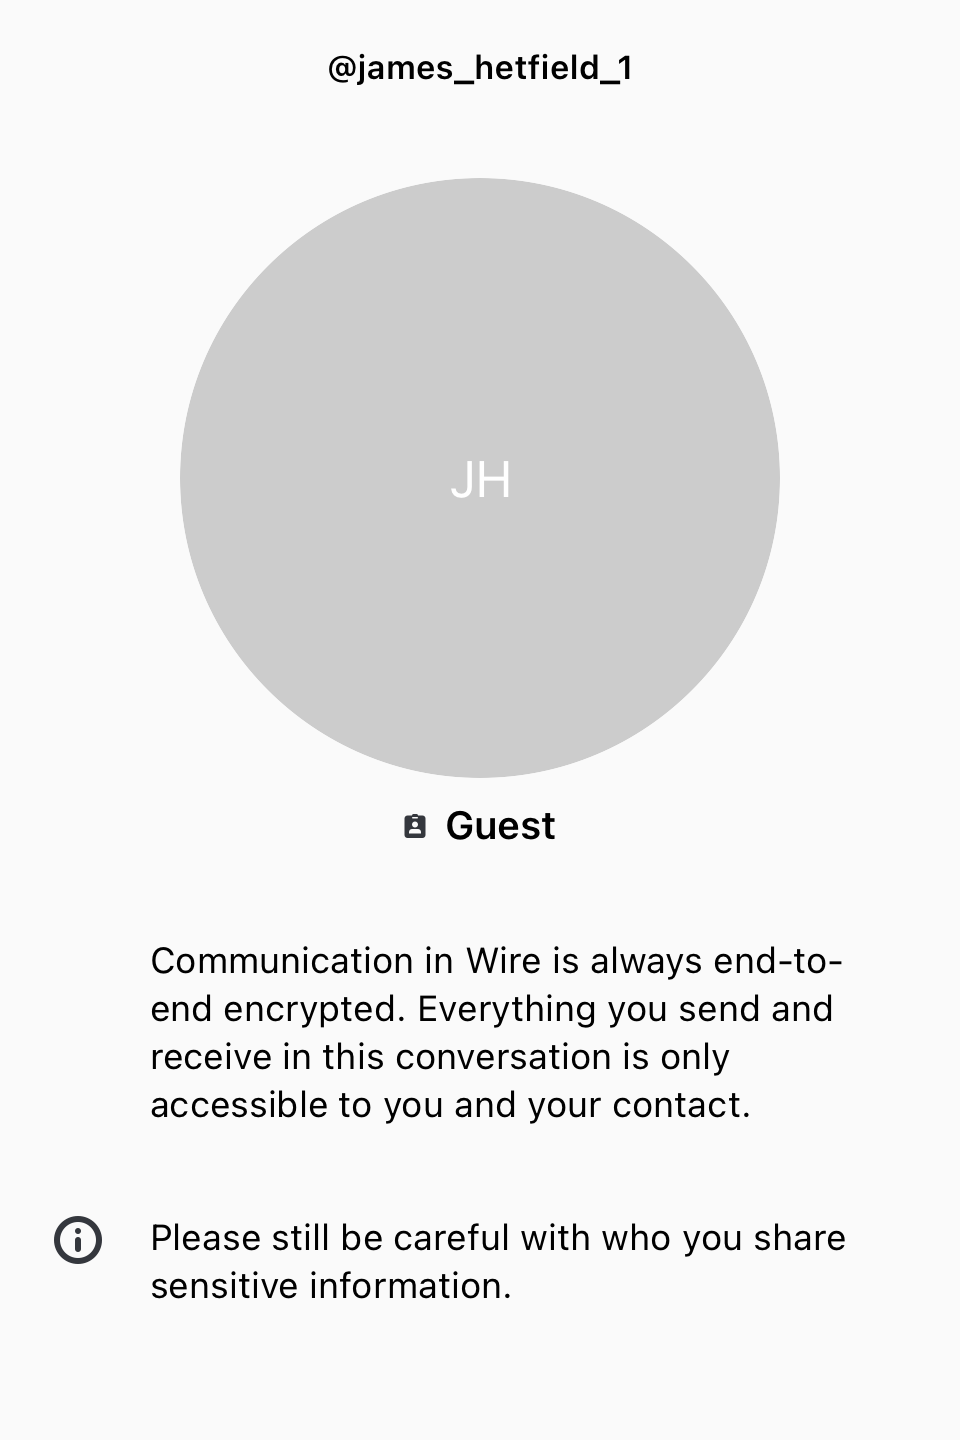 @james_hetfield_1
JH
Guest
Communication in Wire is always end-to-
end encrypted. Everything you send and
receive in this conversation is only
accessible to you and your contact.
Please still be careful with who you share
sensitive information.